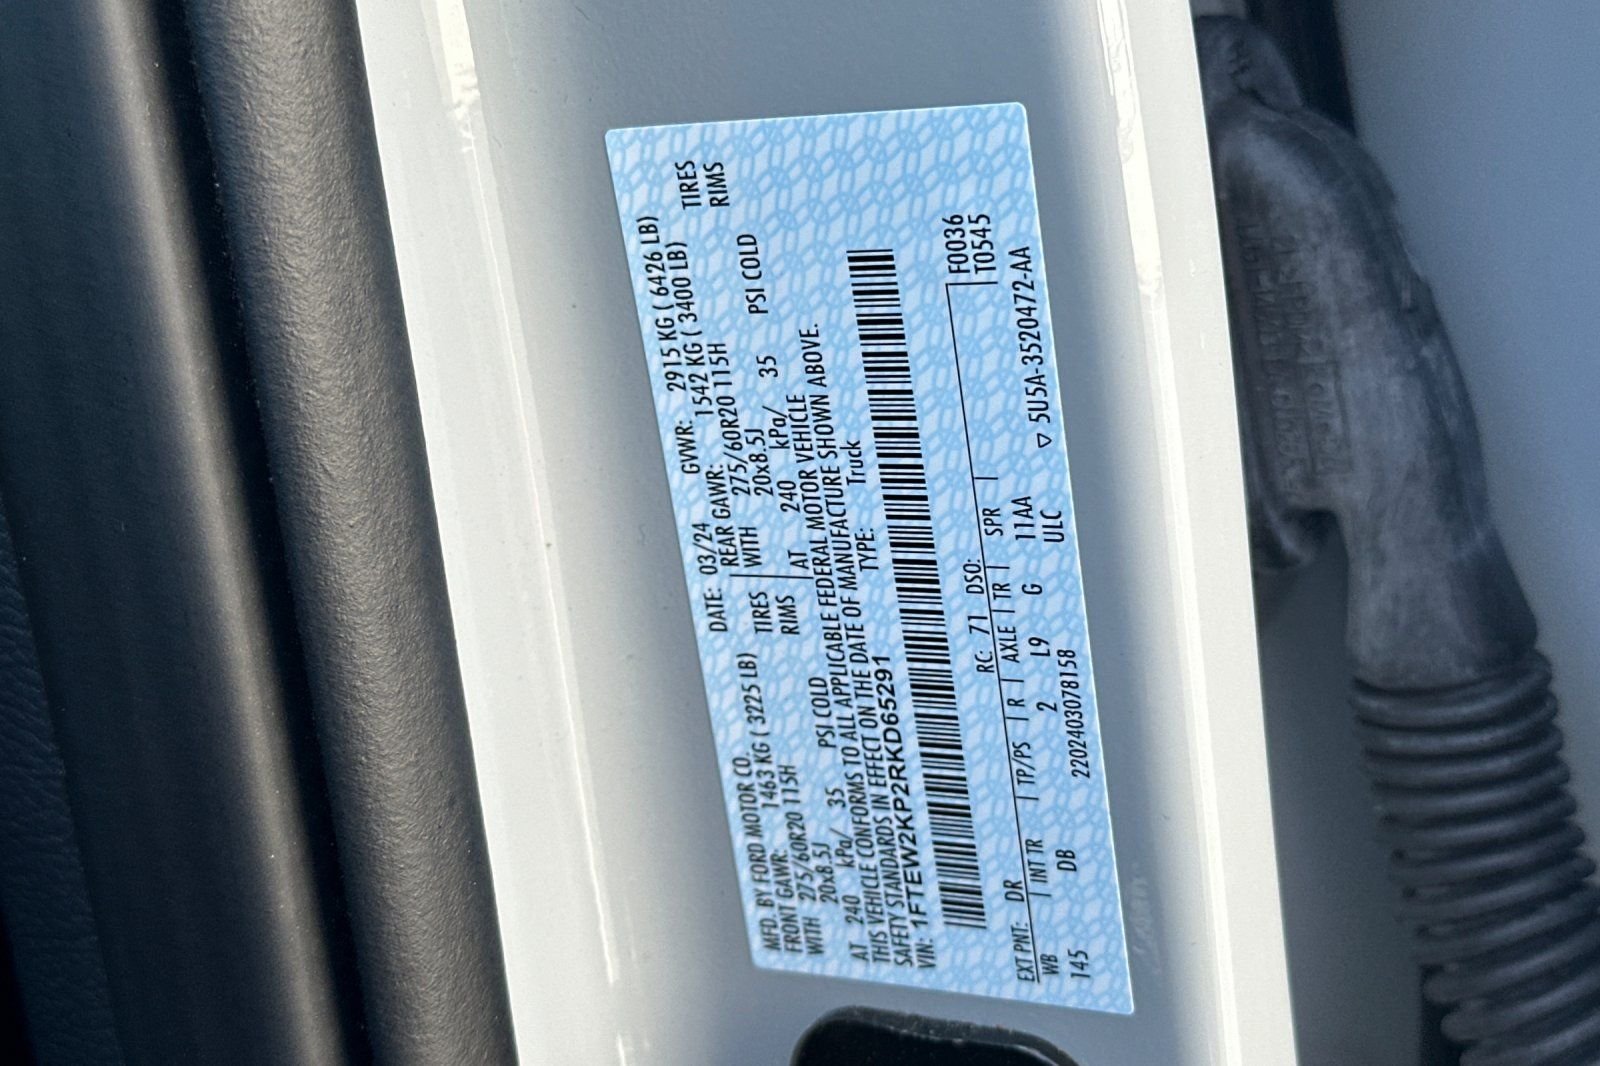 MFD. BY FORD MOTOR CO. DATE: 03/24 GVWR: 2915 KG ( 6426 LB)
FRONT GAWR: 1463 KG ( 3225 LB) REAR GAWR: 1542 KG ( 3400 LB)
WITH 275/60R20 115H TIRES WITH 275/60R20 115H TIRES
20x8.5J RIMS 20x8.5J RIMS
AT 240 kPa/ 35 PSI COLD AT 240 kPa/ 35 PSI COLD
THIS VEHICLE CONFORMS TO ALL APPLICABLE FEDERAL MOTOR VEHICLE
SAFETY STANDARDS IN EFFECT ON THE DATE OF MANUFACTURE SHOWN ABOVE.
VIN: 1FTEW2KP2RKD65291 TYPE: Truck
EXT PNT: DR RC: 71 DSO: F0036
WB INT TR TP/PS R AXLE TR SPR T0545
145 DB 2 L9 G 11AA ▽ 5U5A-3520472-AA
2202403078158 ULC